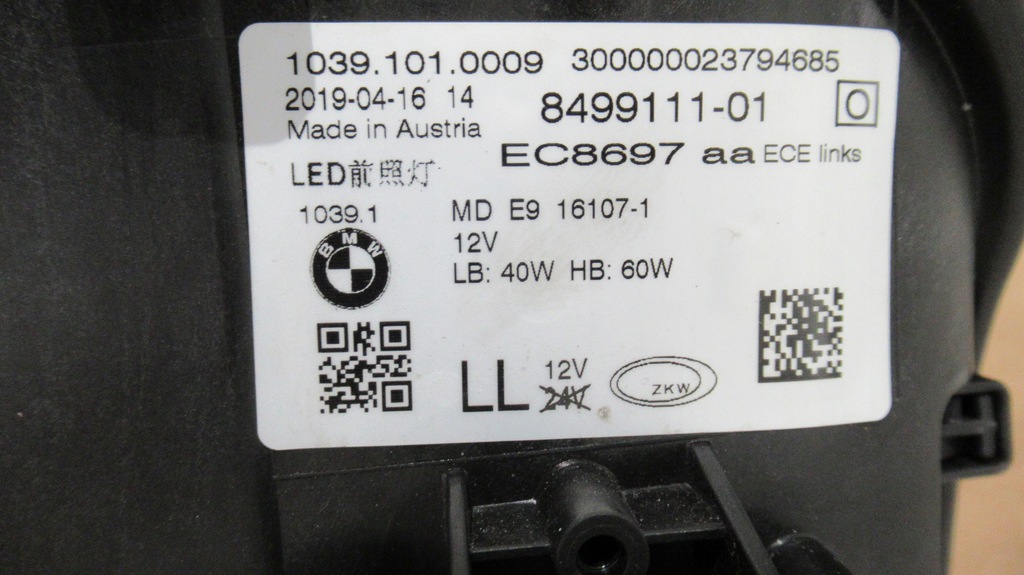 1039.101.0009 300000023794685
2019-04-16 14 8499111-01 O
Made in Austria
EC8697 aa ECE links
LED前照灯
1039.1 MD E9 16107-1
12V
LB: 40W HB: 60W
BMW
LL 12V
24V
ZKW